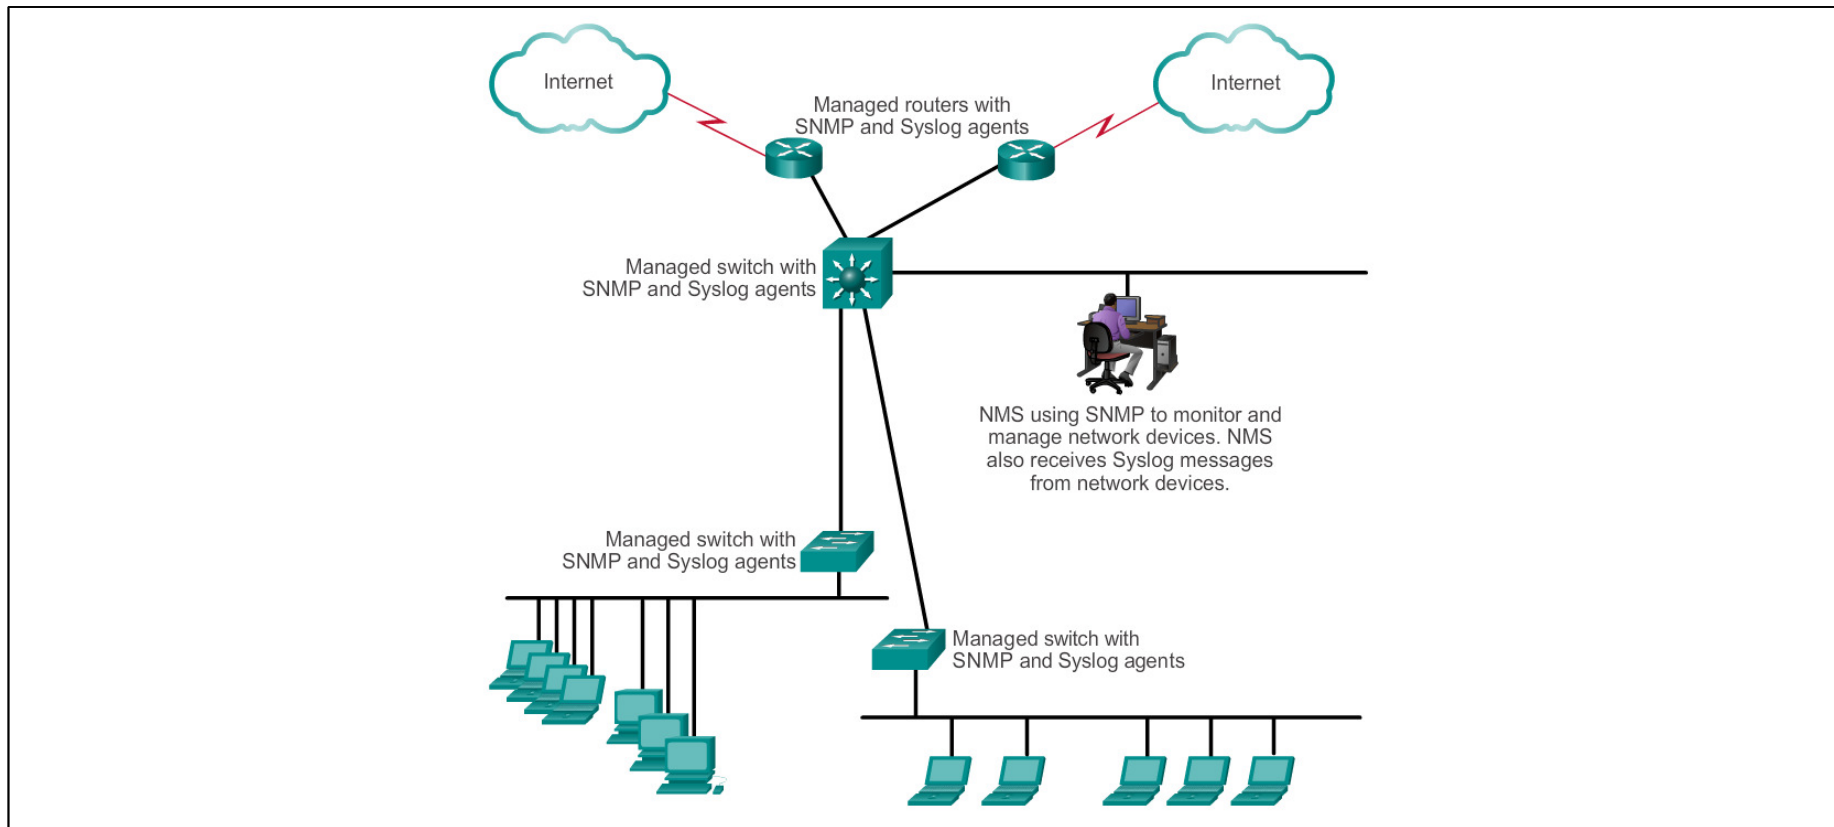 Internet
Internet
Managed routers with
SNMP and Syslog agents
Managed switch with
SNMP and Syslog agents
NMS using SNMP to monitor and
manage network devices. NMS
also receives Syslog messages
from network devices.
Managed switch with
SNMP and Syslog agents
Managed switch with
SNMP and Syslog agents